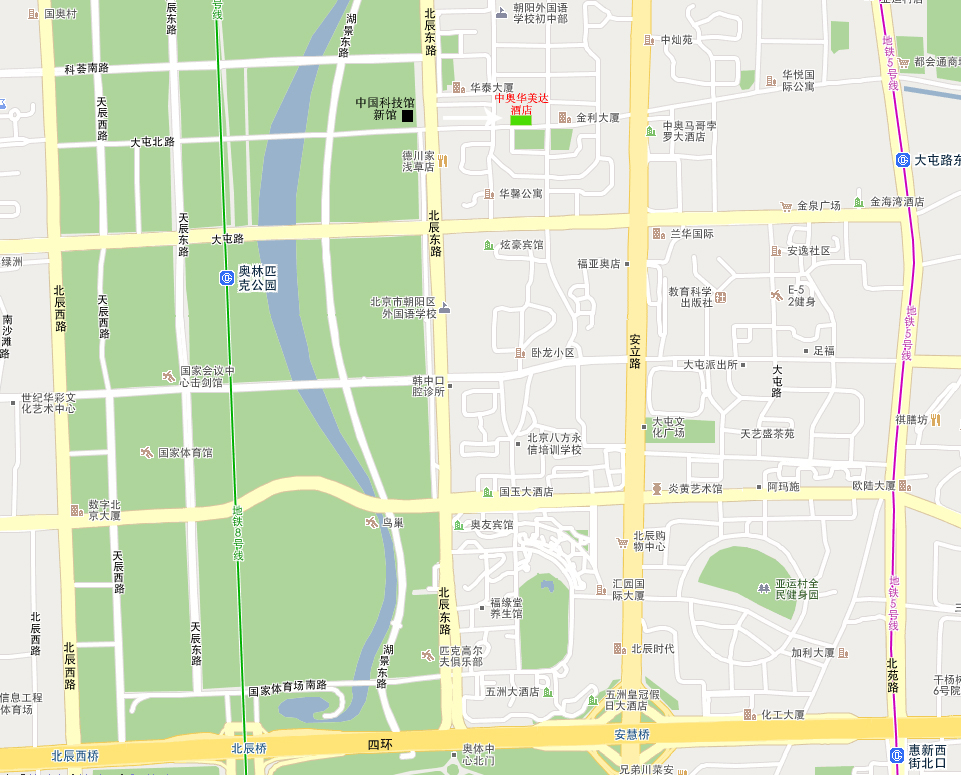 国奥村
天辰东路
地铁8号线
湖景东路
北辰东路
朝阳外国语
学校初中部
中灿苑
地铁5号线
都会通商
科荟南路
天辰西路
华泰大厦
中国科技馆
新馆
中奥华美达
酒店
金利大厦
华悦国
际公寓
中奥马哥孛
罗大酒店
大屯北路
德川家
浅草店
大屯路东
华馨公寓
金泉广场
金海湾酒店
天辰东路
大屯路
北辰东路
炫豪宾馆
兰华国际
安逸社区
绿洲
奥林匹
克公园
福亚奥店
教育科学
出版社
E-5
2健身
北辰西路
天辰西路
南沙滩路
北京市朝阳区
外国语学校
安立路
地铁5号线
卧龙小区
足福
大屯派出所
大屯路
国家会议中
心击剑馆
韩中口
腔诊所
世纪华彩文
化艺术中心
大屯文
化广场
祺膳坊
天艺盛茶苑
国家体育馆
北京八方永
信培训学校
国玉大酒店
炎黄艺术馆
阿玛施
欧陆大厦
数字北
京大厦
地铁8号线
鸟巢
奥友宾馆
北辰购
物中心
天辰西路
汇园国
际大厦
亚运村全
民健身园
地铁5号线
北辰东路
福缘堂
养生馆
北辰西路
北辰西路
天辰东路
湖景东路
匹克高尔
夫俱乐部
北辰时代
加利大厦
北苑路
干杨树
6号院
国家体育场南路
五洲大酒店
五洲皇冠假
日大酒店
信息工程
体育场
化工大厦
安慧桥
北辰西桥
北辰桥
四环
奥体中
心北门
惠新西
街北口
兄弟川菜安